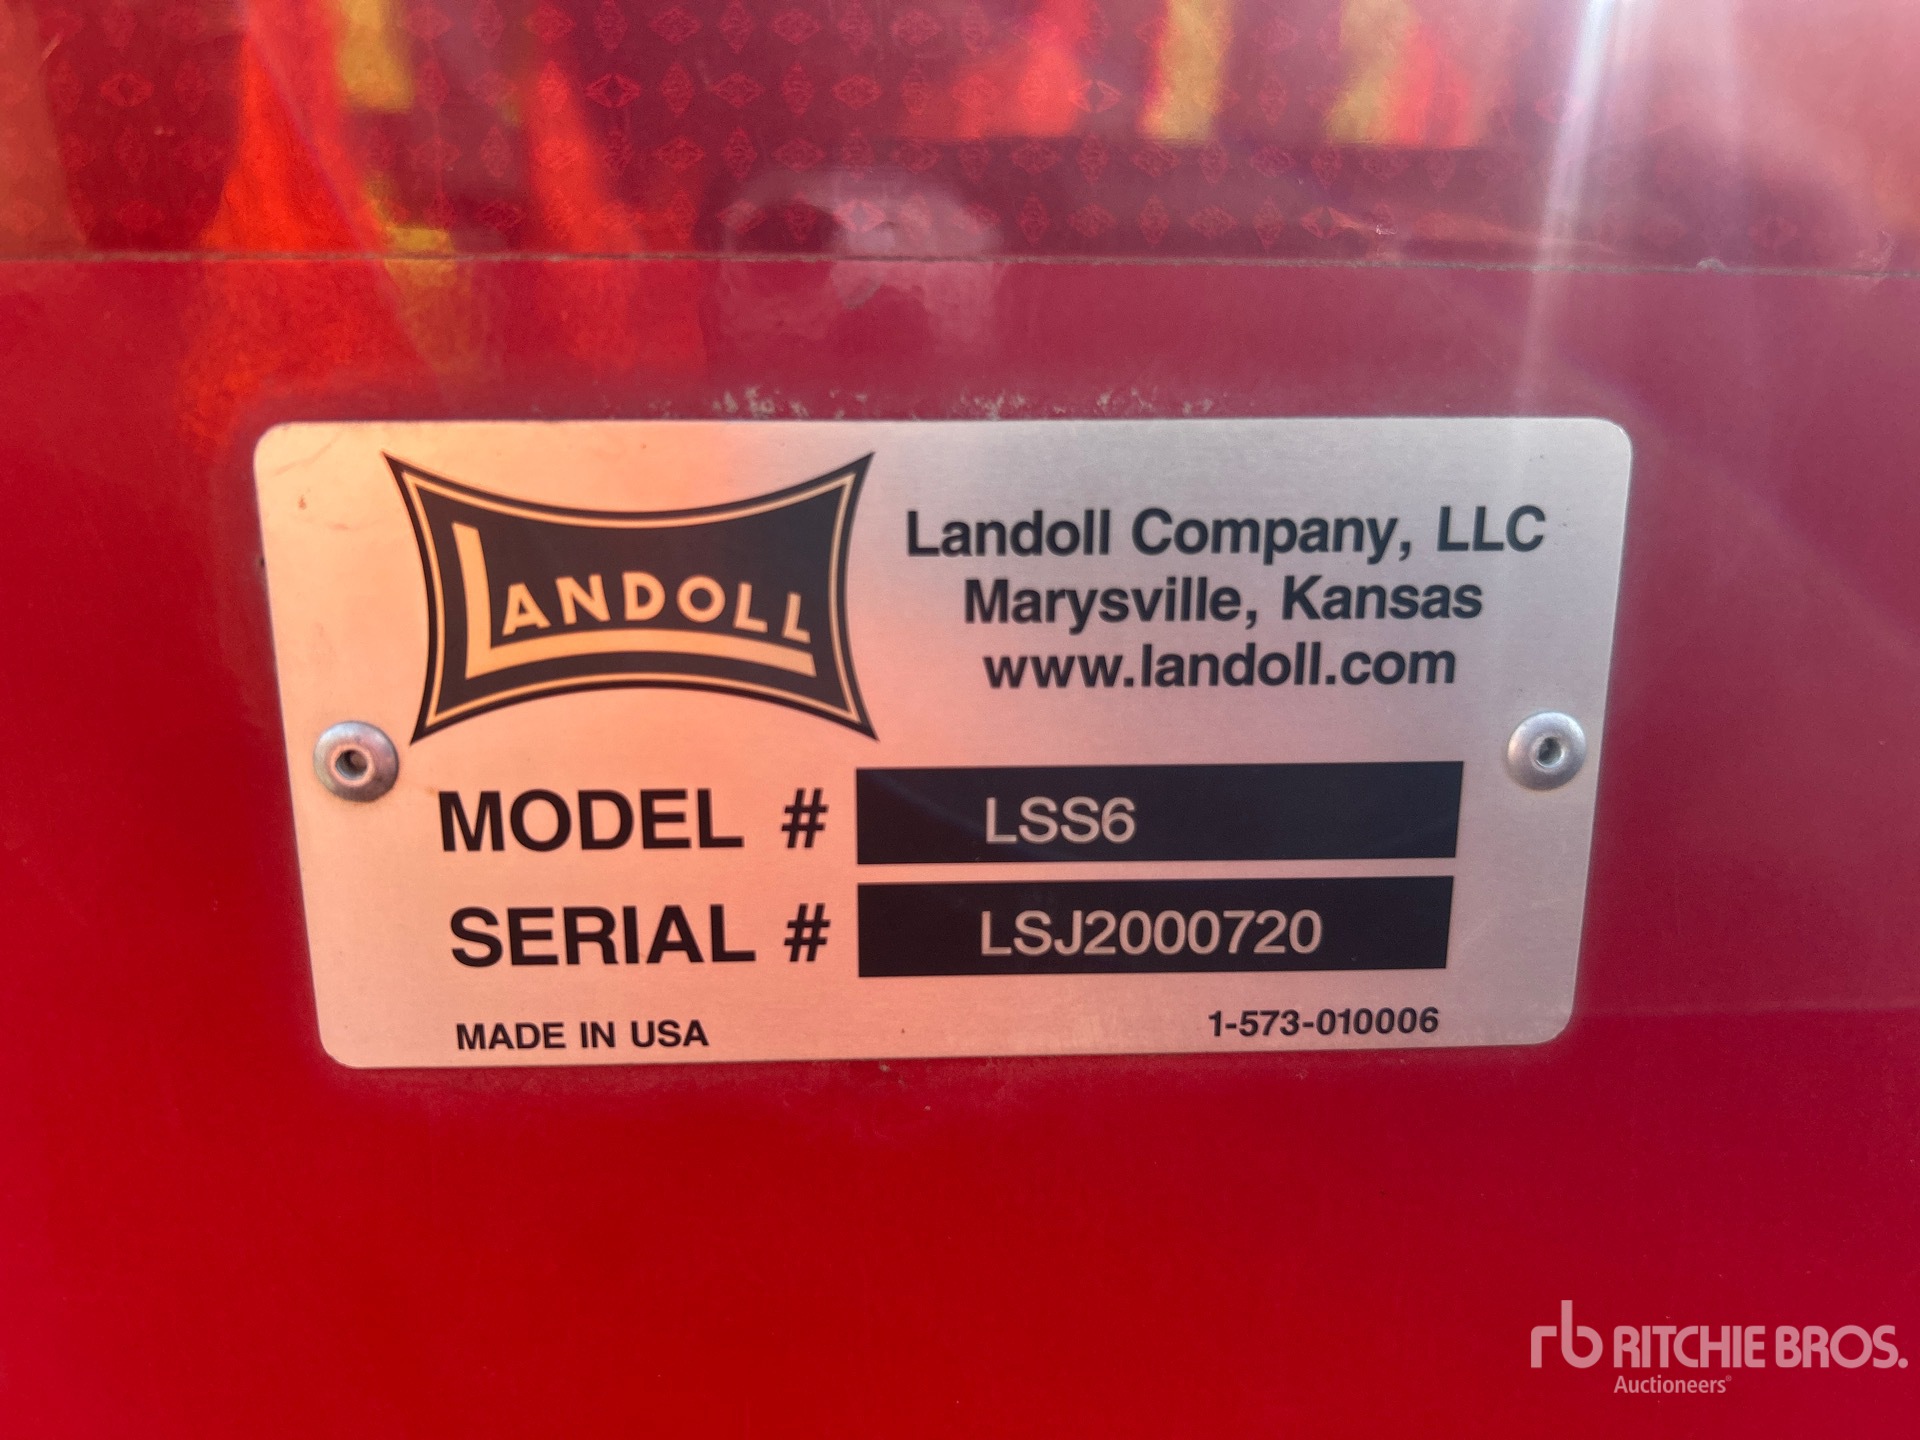 LANDOLL
Landoll Company, LLC
Marysville, Kansas
www.landoll.com
MODEL # LSS6
SERIAL # LSJ2000720
MADE IN USA 1-573-010006
rb RITCHIE BROS.
Auctioneers®